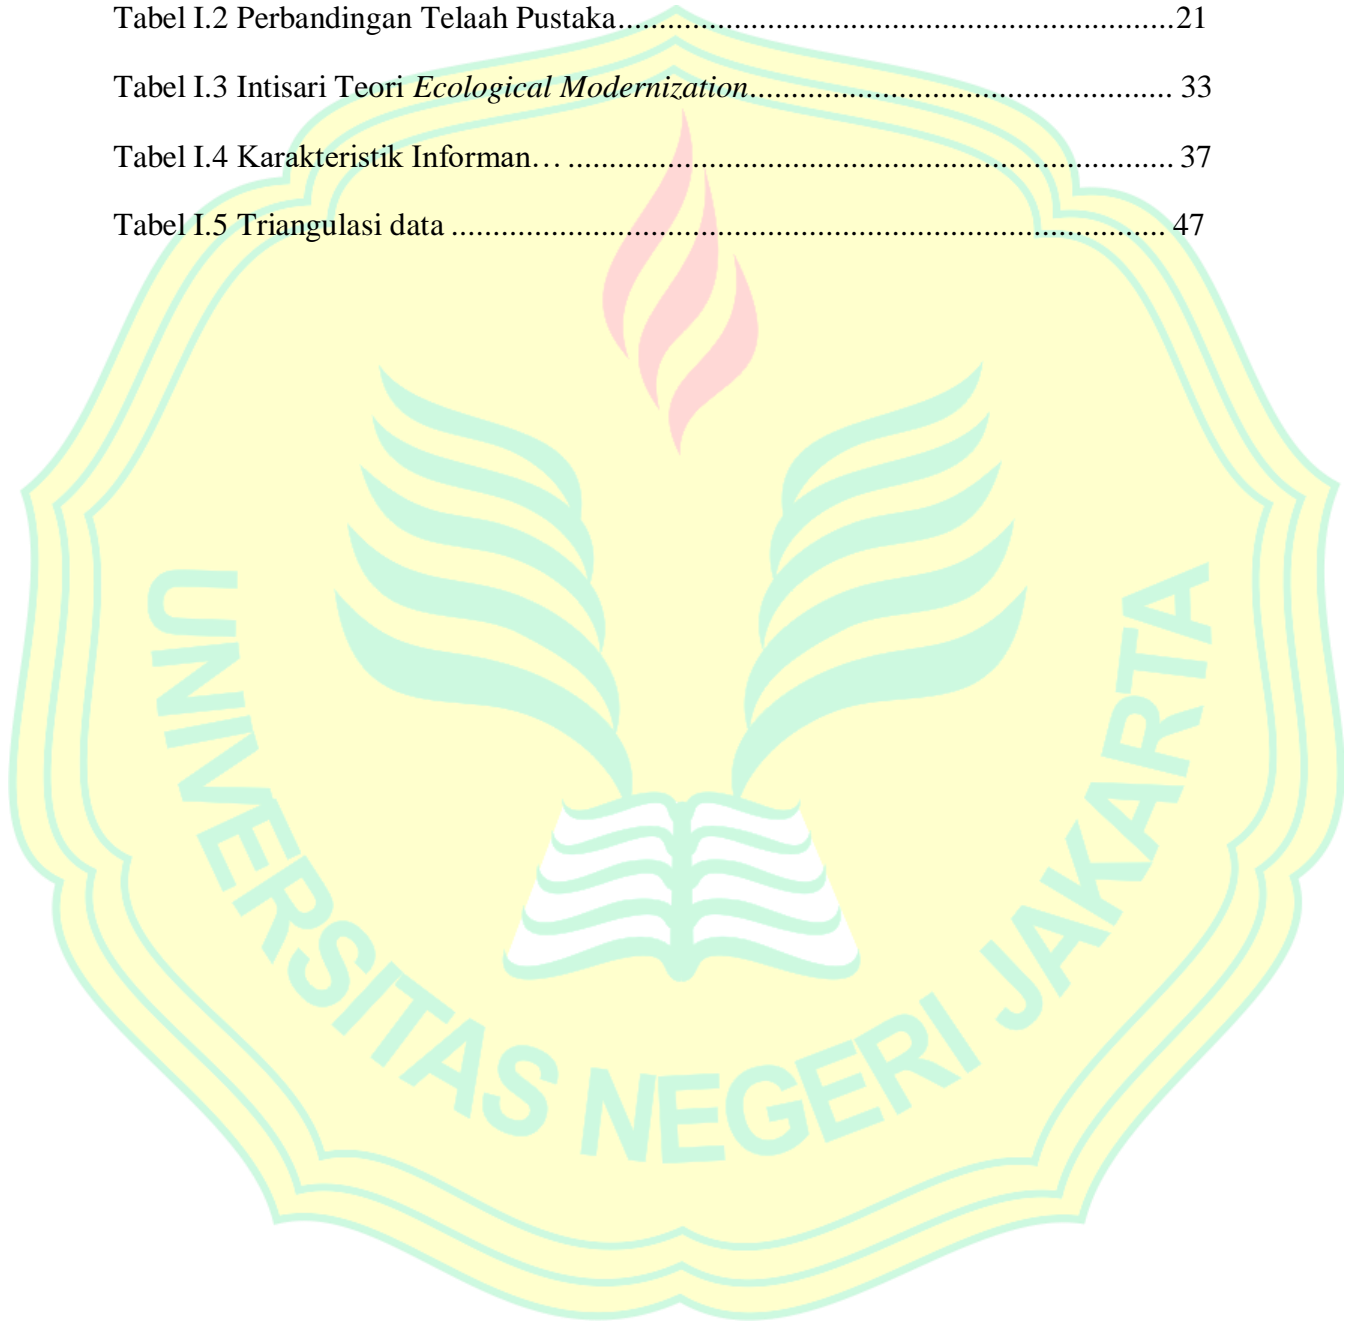 Tabel I.2 Perbandingan Telaah Pustaka..................................................................21
Tabel I.3 Intisari Teori Ecological Modernization.................................................. 33
Tabel I.4 Karakteristik Informan… ........................................................................ 37
Tabel I.5 Triangulasi data ..................................................................................... 47
UNIVERSITAS NEGERI JAKARTA